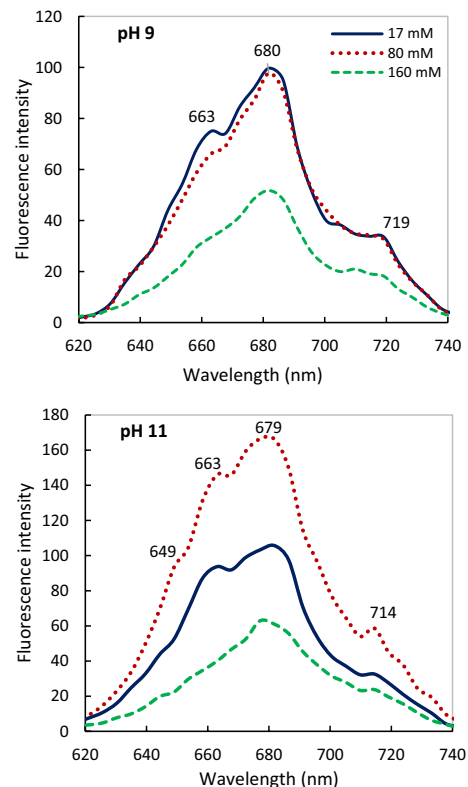 pH 9
680
17 mM
80 mM
160 mM
663
719
Fluorescence intensity
120
100
80
60
40
20
0
620 640 660 680 700 720 740
Wavelength (nm)
pH 11
679
663
649
714
Fluorescence intensity
180
160
140
120
100
80
60
40
20
0
620 640 660 680 700 720 740
Wavelength (nm)